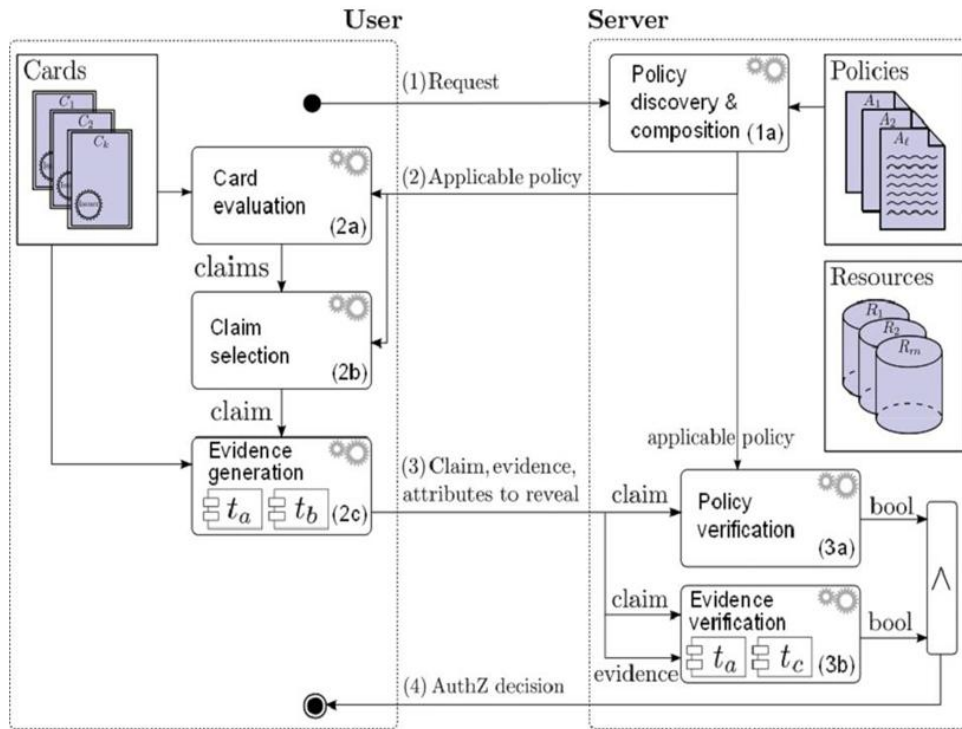 User
Server
Cards
C1
C2
Ck
(1) Request
Policy
discovery &
composition
(1a)
Policies
A1
A2
Aℓ
Card
evaluation
(2a)
(2) Applicable policy
claims
Resources
R1
R2
Rm
Claim
selection
(2b)
claim
applicable policy
Evidence
generation
ta
tb
(2c)
(3) Claim, evidence,
attributes to reveal
claim
Policy
verification
(3a)
bool
∧
claim
evidence
Evidence
verification
ta
tc
(3b)
bool
(4) AuthZ decision